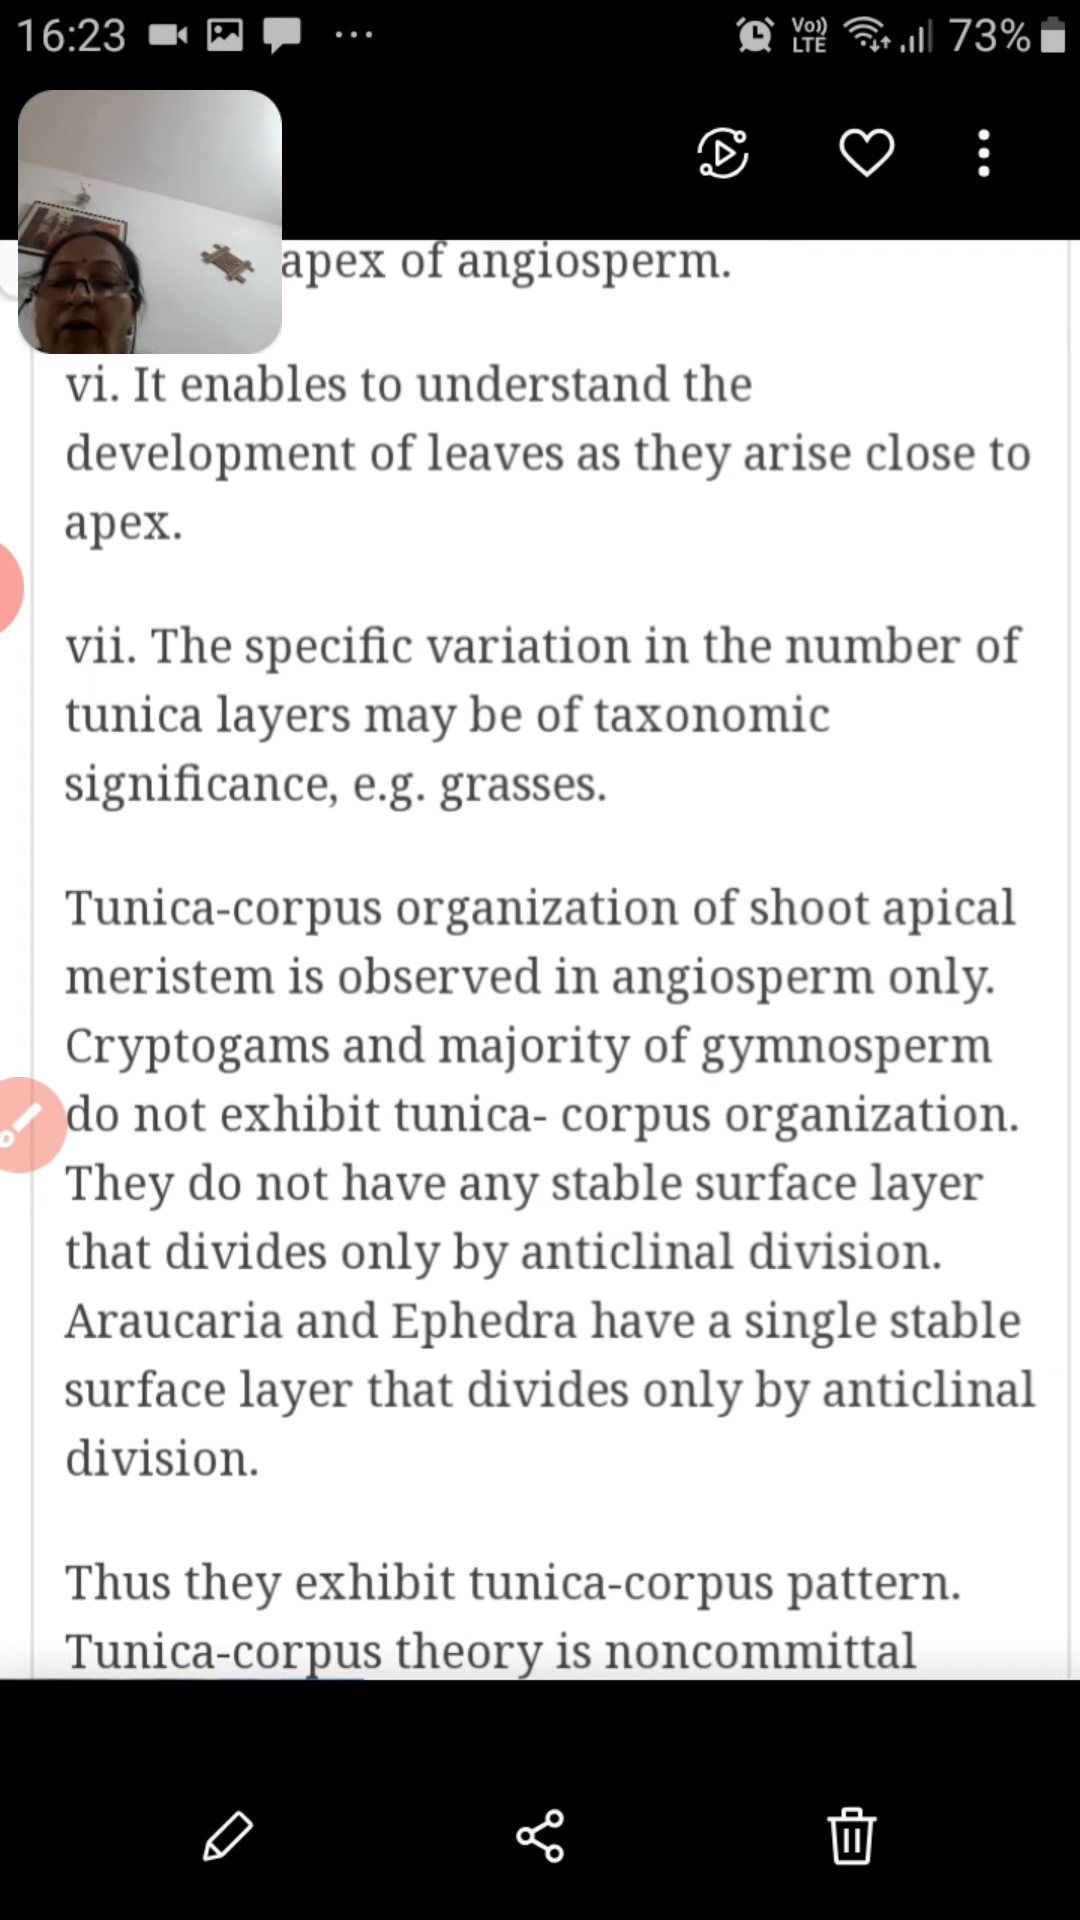 16:23 Vo)) LTE 73%
apex of angiosperm.
vi. It enables to understand the
development of leaves as they arise close to
apex.
vii. The specific variation in the number of
tunica layers may be of taxonomic
significance, e.g. grasses.
Tunica-corpus organization of shoot apical
meristem is observed in angiosperm only.
Cryptogams and majority of gymnosperm
do not exhibit tunica- corpus organization.
They do not have any stable surface layer
that divides only by anticlinal division.
Araucaria and Ephedra have a single stable
surface layer that divides only by anticlinal
division.
Thus they exhibit tunica-corpus pattern.
Tunica-corpus theory is noncommittal